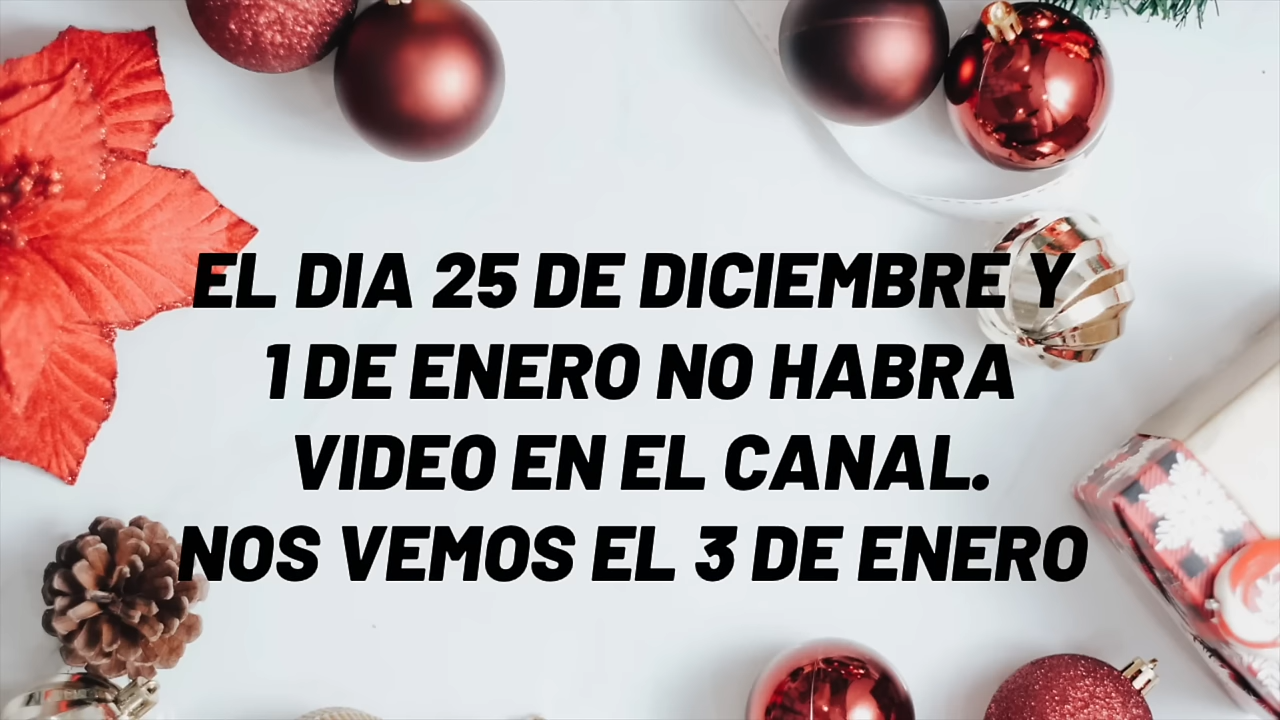 EL DIA 25 DE DICIEMBRE Y
1 DE ENERO NO HABRA
VIDEO EN EL CANAL.
NOS VEMOS EL 3 DE ENERO